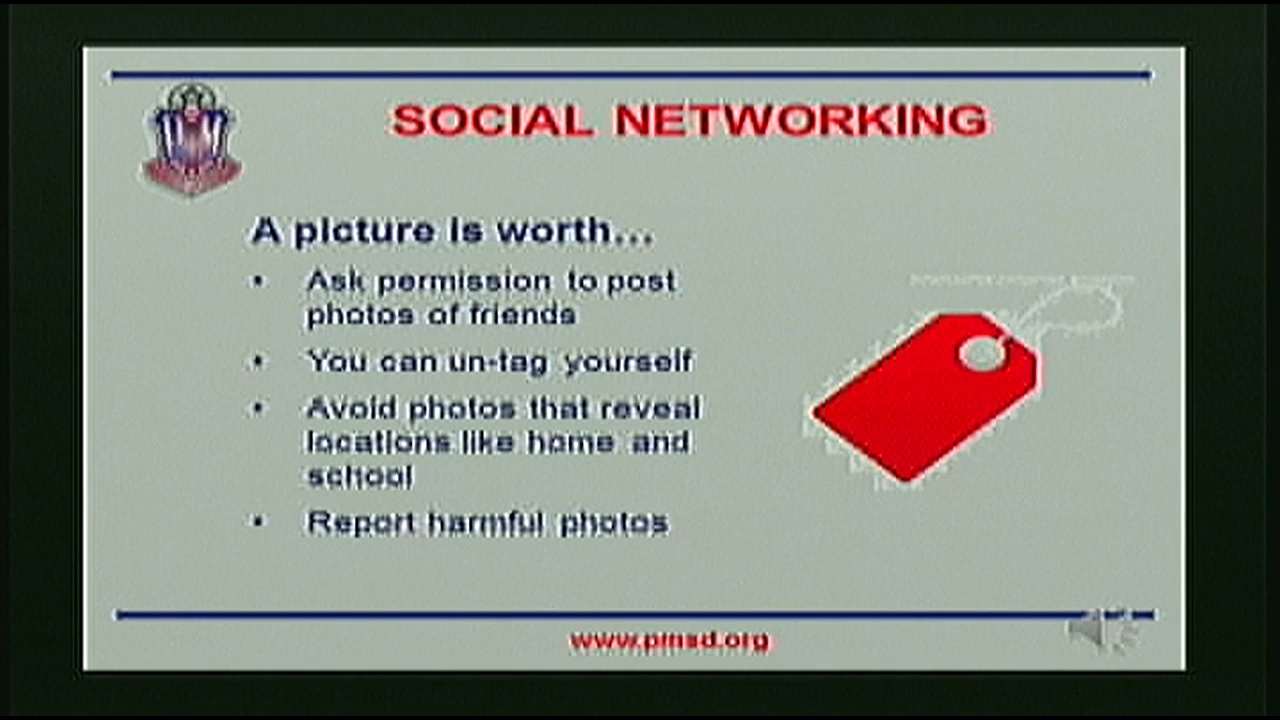 SOCIAL NETWORKING
A picture is worth...
• Ask permission to post
photos of friends
• You can un-tag yourself
• Avoid photos that reveal
locations like home and
school
• Report harmful photos
www.pmsd.org